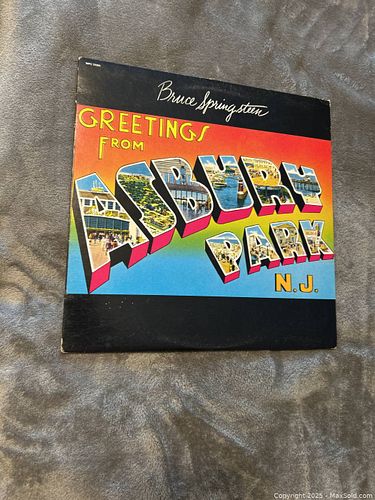 Bruce Springsteen
GREETINGS
FROM
ASBURY
PARK
N.J.
Copyright 2025 - MaxSold.com